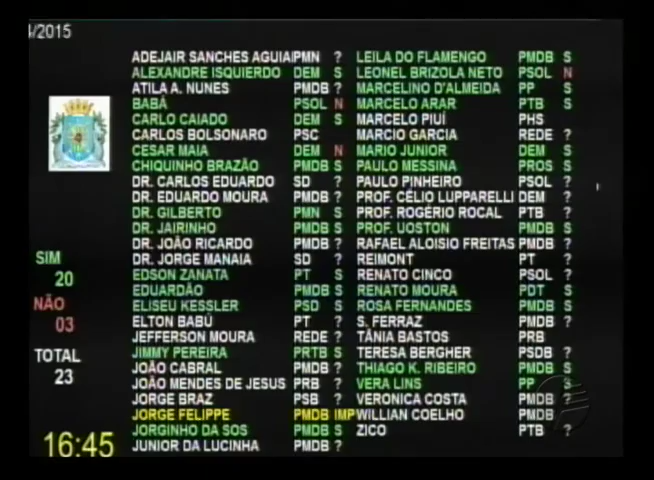 4/2015
ADEJAIR SANCHES AGUIAI PMN ? LEILA DO FLAMENGO PMDB S
ALEXANDRE ISQUIERDO DEM S LEONEL BRIZOLA NETO PSOL N
ATILA A. NUNES PMDB ? MARCELINO D'ALMEIDA PP S
BABÁ PSOL N MARCELO ARAR PTB S
CARLO CAIADO DEM S MARCELO PIUÍ PHS
CARLOS BOLSONARO PSC MARCIO GARCIA REDE ?
CESAR MAIA DEM N MARIO JUNIOR DEM S
CHIQUINHO BRAZÃO PMDB S PAULO MESSINA PROS S
DR. CARLOS EDUARDO SD ? PAULO PINHEIRO PSOL ?
DR. EDUARDO MOURA PMDB ? PROF. CÉLIO LUPPARELLI DEM ?
DR. GILBERTO PMN S PROF. ROGÉRIO ROCAL PTB ?
DR. JAIRINHO PMDB S PROF. UOSTON PMDB S
DR. JOÃO RICARDO PMDB ? RAFAEL ALOISIO FREITAS PMDB ?
DR. JORGE MANAIA SD ? REIMONT PT ?
EDSON ZANATA PT S RENATO CINCO PSOL ?
EDUARDÃO PMDB S RENATO MOURA PDT S
ELISEU KESSLER PSD S ROSA FERNANDES PMDB S
ELTON BABÚ PT ? S. FERRAZ PMDB ?
JEFFERSON MOURA REDE ? TÂNIA BASTOS PRB
JIMMY PEREIRA PRTB S TERESA BERGHER PSDB ?
JOÃO CABRAL PMDB ? THIAGO K. RIBEIRO PMDB S
JOÃO MENDES DE JESUS PRB ? VERA LINS PP S
JORGE BRAZ PSB ? VERONICA COSTA PMDB ?
JORGE FELIPPE PMDB IMP WILLIAN COELHO PMDB
JORGINHO DA SOS PMDB S ZICO PTB ?
JUNIOR DA LUCINHA PMDB ?
SIM
20
NÃO
03
TOTAL
23
16:45